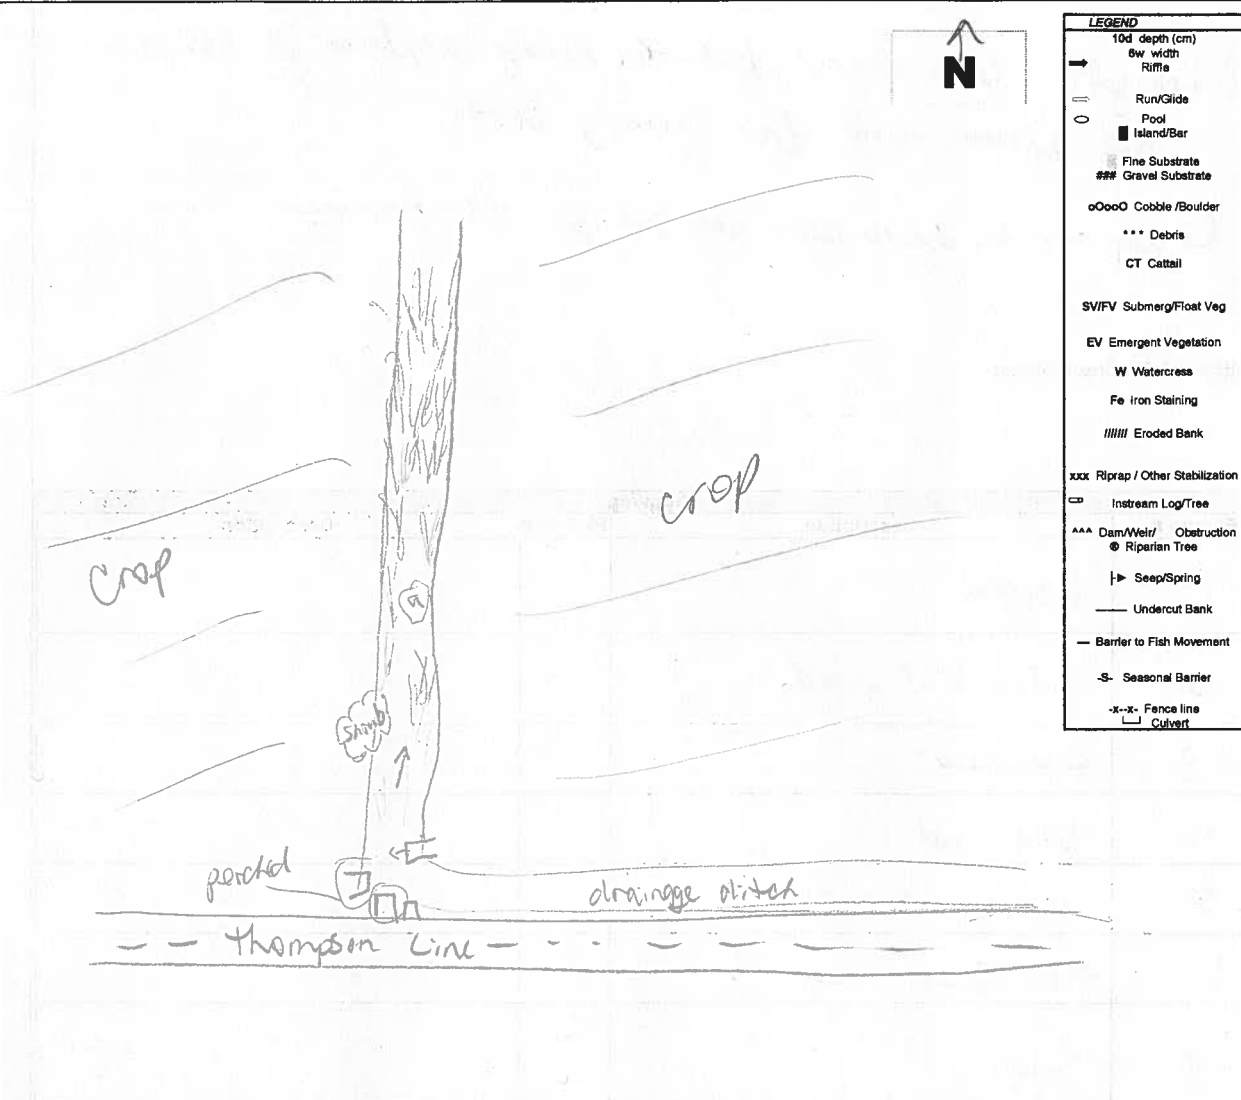 N
LEGEND
10d depth (cm)
6w width
Riffle
Run/Glide
Pool
Island/Bar
Fine Substrate
### Gravel Substrate
oOooO Cobble /Boulder
*** Debris
CT Cattail
SV/FV Submerg/Float Veg
EV Emergent Vegetation
W Watercress
Fe Iron Staining
/////// Eroded Bank
xxx Riprap / Other Stabilization
Instream Log/Tree
^^^ Dam/Weir/ Obstruction
Riparian Tree
Seep/Spring
Undercut Bank
Barrier to Fish Movement
-S- Seasonal Barrier
-x--x- Fence line
Culvert
crop
crop
shrub
perched
drainage ditch
Thompson Line